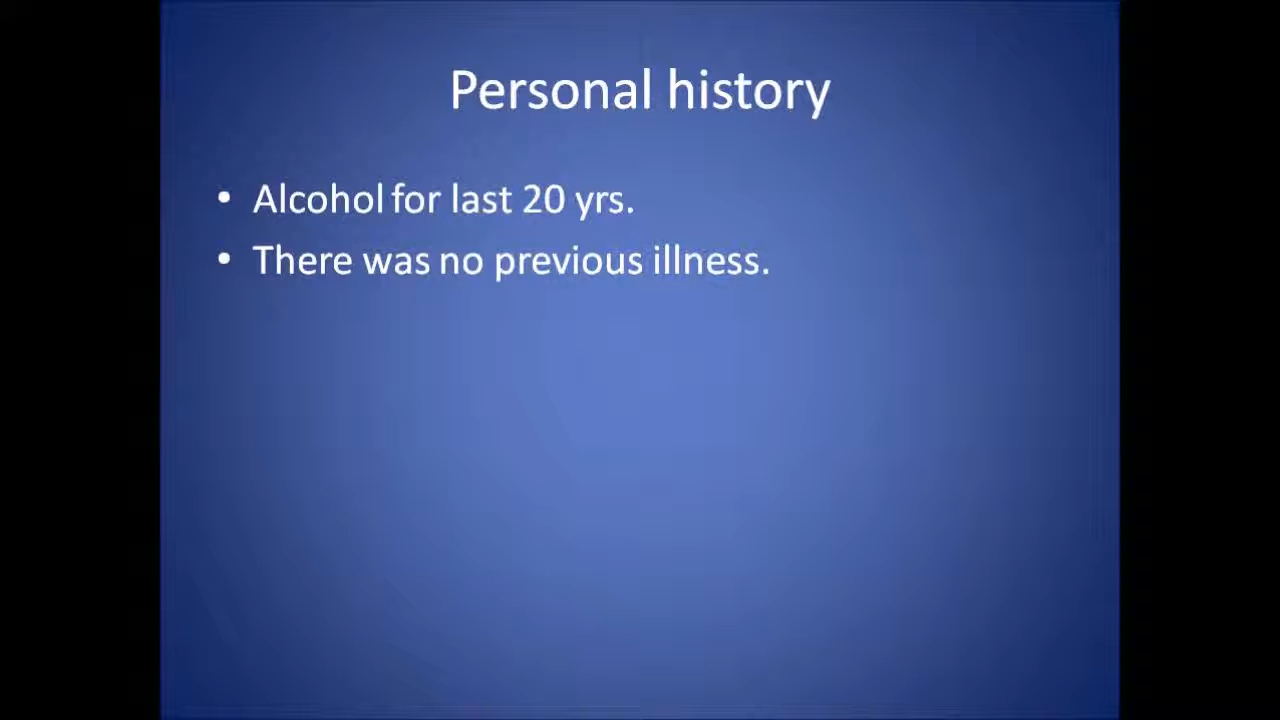 Personal history
• Alcohol for last 20 yrs.
• There was no previous illness.